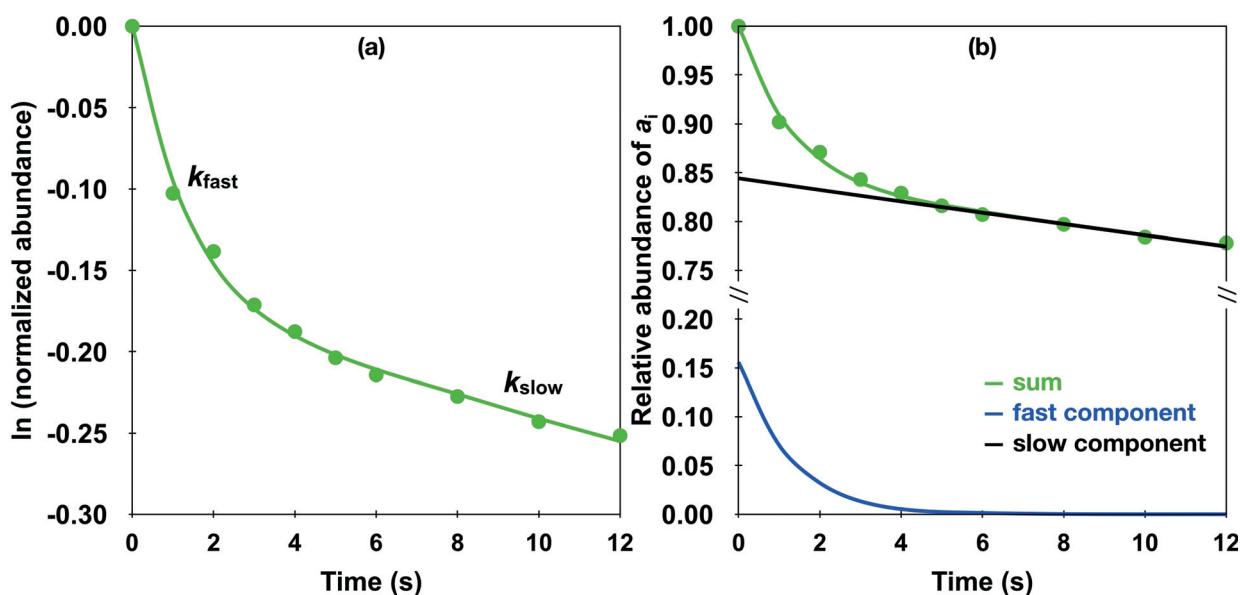 (a)
ln (normalized abundance)
0.00
-0.05
-0.10
-0.15
-0.20
-0.25
-0.30
kfast
kslow
0 2 4 6 8 10 12
Time (s)
(b)
Relative abundance of ai
1.00
0.95
0.90
0.85
0.80
0.75
0.20
0.15
0.10
0.05
0.00
sum
fast component
slow component
0 2 4 6 8 10 12
Time (s)